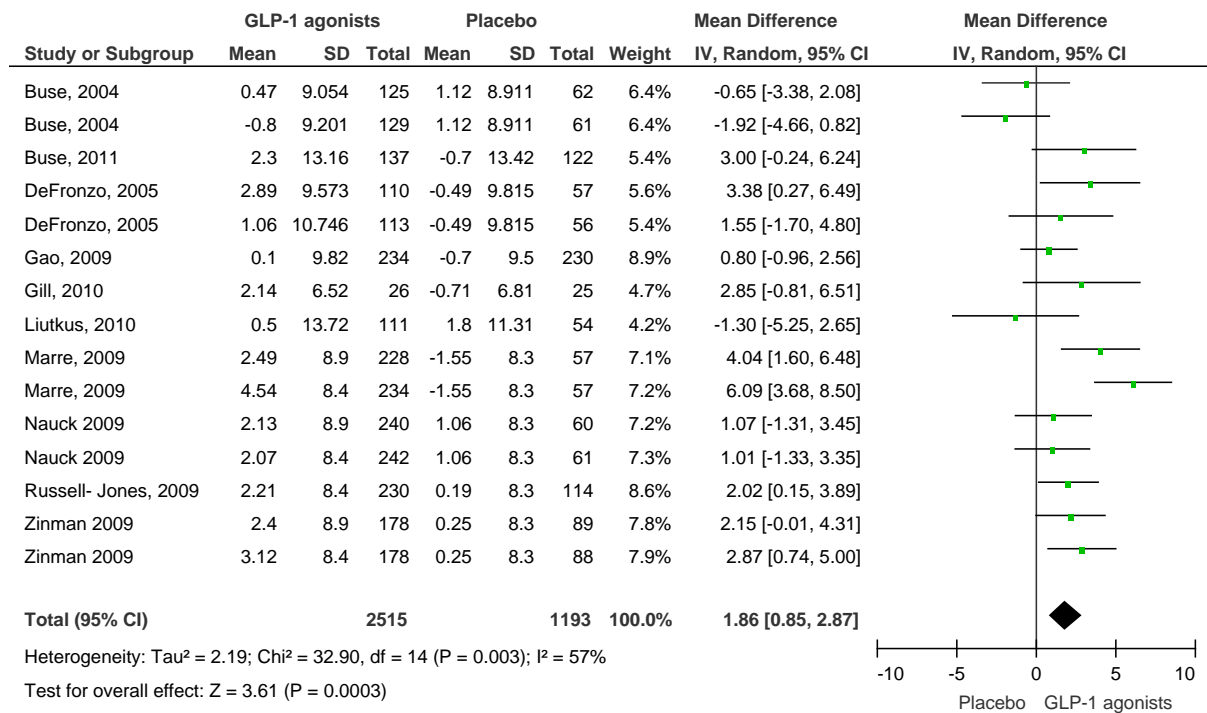 GLP-1 agonists Placebo Mean Difference Mean Difference
Study or Subgroup Mean SD Total Mean SD Total Weight IV, Random, 95% CI IV, Random, 95% CI
Buse, 2004 0.47 9.054 125 1.12 8.911 62 6.4% -0.65 [-3.38, 2.08]
Buse, 2004 -0.8 9.201 129 1.12 8.911 61 6.4% -1.92 [-4.66, 0.82]
Buse, 2011 2.3 13.16 137 -0.7 13.42 122 5.4% 3.00 [-0.24, 6.24]
DeFronzo, 2005 2.89 9.573 110 -0.49 9.815 57 5.6% 3.38 [0.27, 6.49]
DeFronzo, 2005 1.06 10.746 113 -0.49 9.815 56 5.4% 1.55 [-1.70, 4.80]
Gao, 2009 0.1 9.82 234 -0.7 9.5 230 8.9% 0.80 [-0.96, 2.56]
Gill, 2010 2.14 6.52 26 -0.71 6.81 25 4.7% 2.85 [-0.81, 6.51]
Liutkus, 2010 0.5 13.72 111 1.8 11.31 54 4.2% -1.30 [-5.25, 2.65]
Marre, 2009 2.49 8.9 228 -1.55 8.3 57 7.1% 4.04 [1.60, 6.48]
Marre, 2009 4.54 8.4 234 -1.55 8.3 57 7.2% 6.09 [3.68, 8.50]
Nauck 2009 2.13 8.9 240 1.06 8.3 60 7.2% 1.07 [-1.31, 3.45]
Nauck 2009 2.07 8.4 242 1.06 8.3 61 7.3% 1.01 [-1.33, 3.35]
Russell- Jones, 2009 2.21 8.4 230 0.19 8.3 114 8.6% 2.02 [0.15, 3.89]
Zinman 2009 2.4 8.9 178 0.25 8.3 89 7.8% 2.15 [-0.01, 4.31]
Zinman 2009 3.12 8.4 178 0.25 8.3 88 7.9% 2.87 [0.74, 5.00]
Total (95% CI) 2515 1193 100.0% 1.86 [0.85, 2.87]
Heterogeneity: Tau² = 2.19; Chi² = 32.90, df = 14 (P = 0.003); I² = 57%
Test for overall effect: Z = 3.61 (P = 0.0003)
-10 -5 0 5 10
Placebo GLP-1 agonists